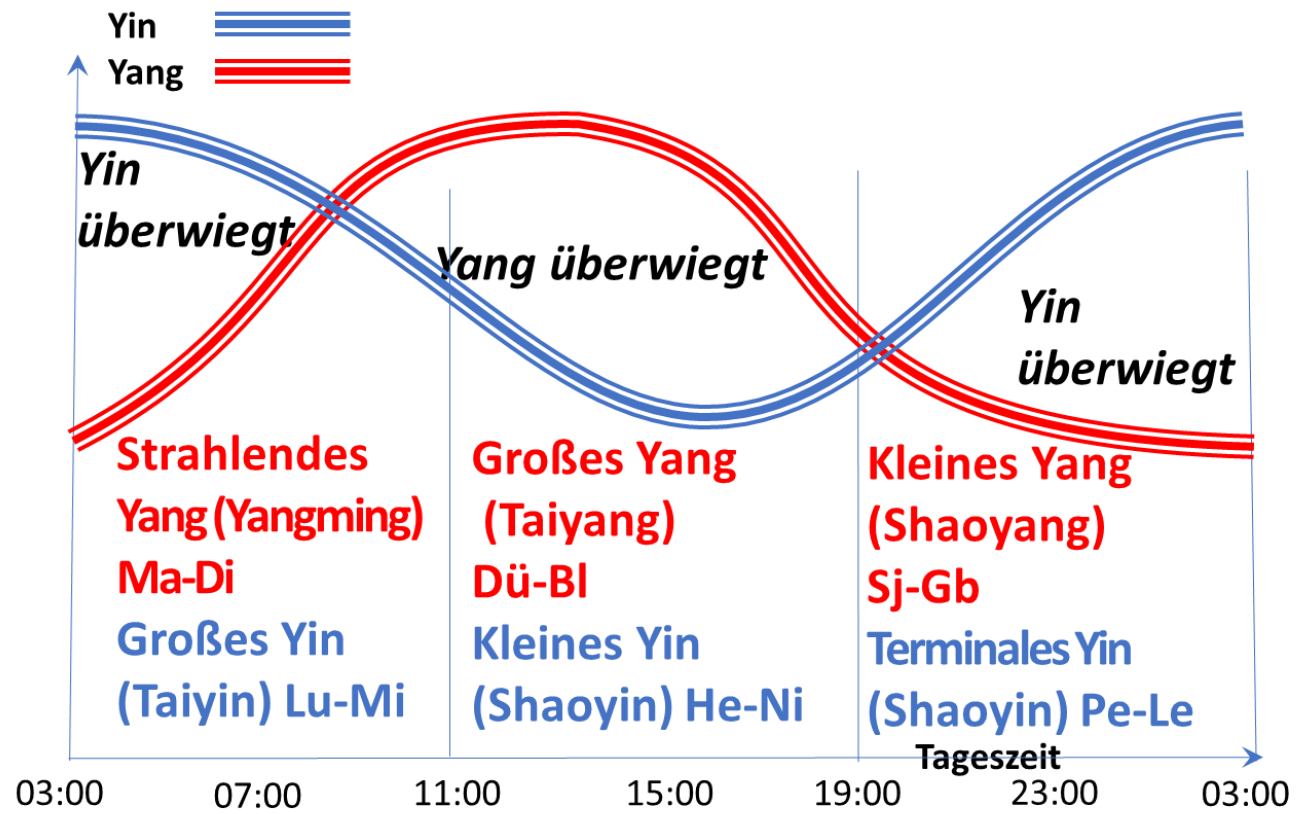 Yin
Yang
Yin
überwiegt
Yang überwiegt
Yin
überwiegt
Strahlendes
Yang (Yangming)
Ma-Di
Großes Yin
(Taiyin) Lu-Mi
Großes Yang
(Taiyang)
Dü-Bl
Kleines Yin
(Shaoyin) He-Ni
Kleines Yang
(Shaoyang)
Sj-Gb
Terminales Yin
(Shaoyin) Pe-Le
Tageszeit
03:00 07:00 11:00 15:00 19:00 23:00 03:00